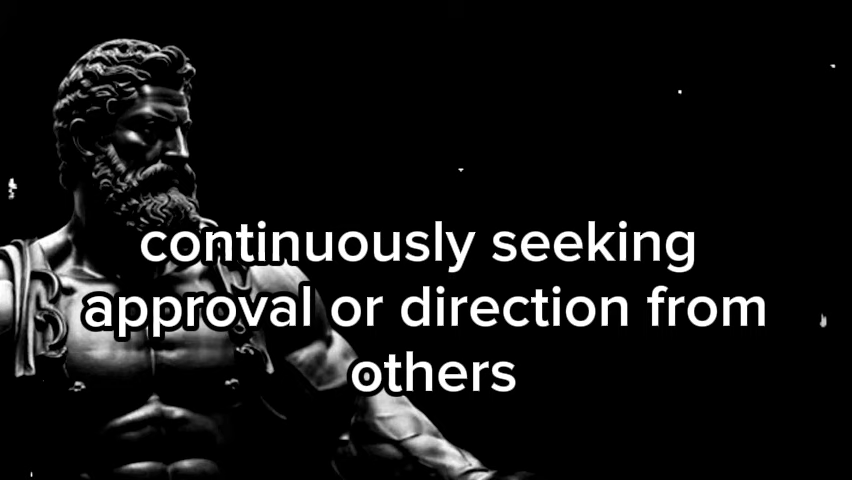 continuously seeking
approval or direction from
others